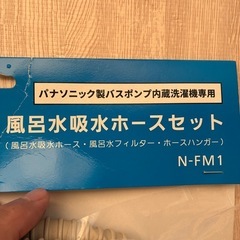 パナソニック製バスポンプ内蔵洗濯機専用
風呂水吸水ホースセット
(風呂水吸水ホース・風呂水フィルター・ホースハンガー)
N-FM1